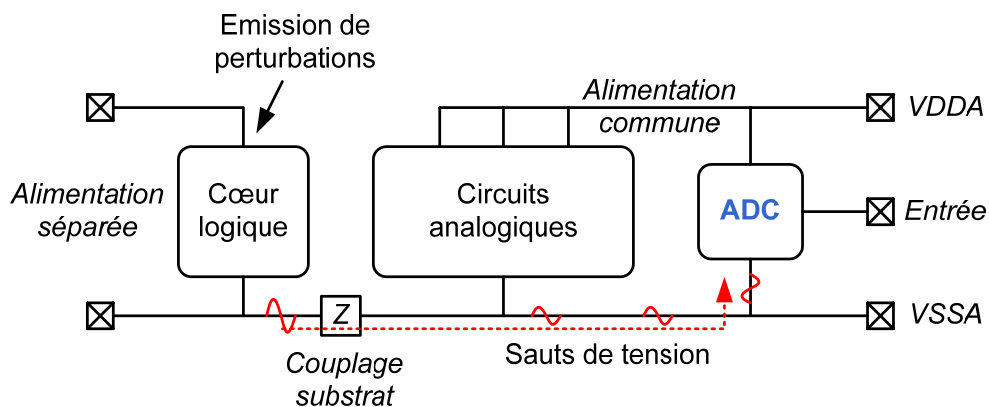 Emission de
perturbations
Alimentation
commune
VDDA
Alimentation
séparée
Cœur
logique
Circuits
analogiques
ADC
Entrée
Z
VSSA
Couplage
substrat
Sauts de tension